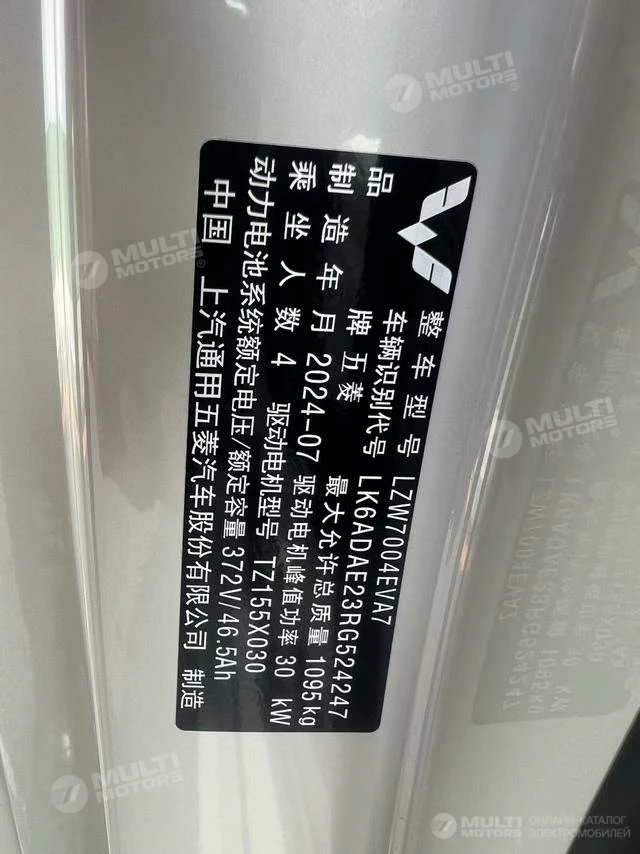 整车型号 LZW7004EVA7
车辆识别代号 LK6ADAE23RG524247
品牌 五菱 最大允许总质量 1095kg
制造年月 2024-07 驱动电机峰值功率 30 kW
乘坐人数 4 驱动电机型号 TZ155X030
动力电池系统额定电压/额定容量 372V/46.5Ah
中国 上汽通用五菱汽车股份有限公司 制造
MULTI
MOTORS®
MULTI
MOTORS®
MULTI
MOTORS®
MULTI
MOTORS®
MULTI
MOTORS®
MULTI
MOTORS
ОНЛАЙН-КАТАЛОГ
ЭЛЕКТРОМОБИЛЕЙ